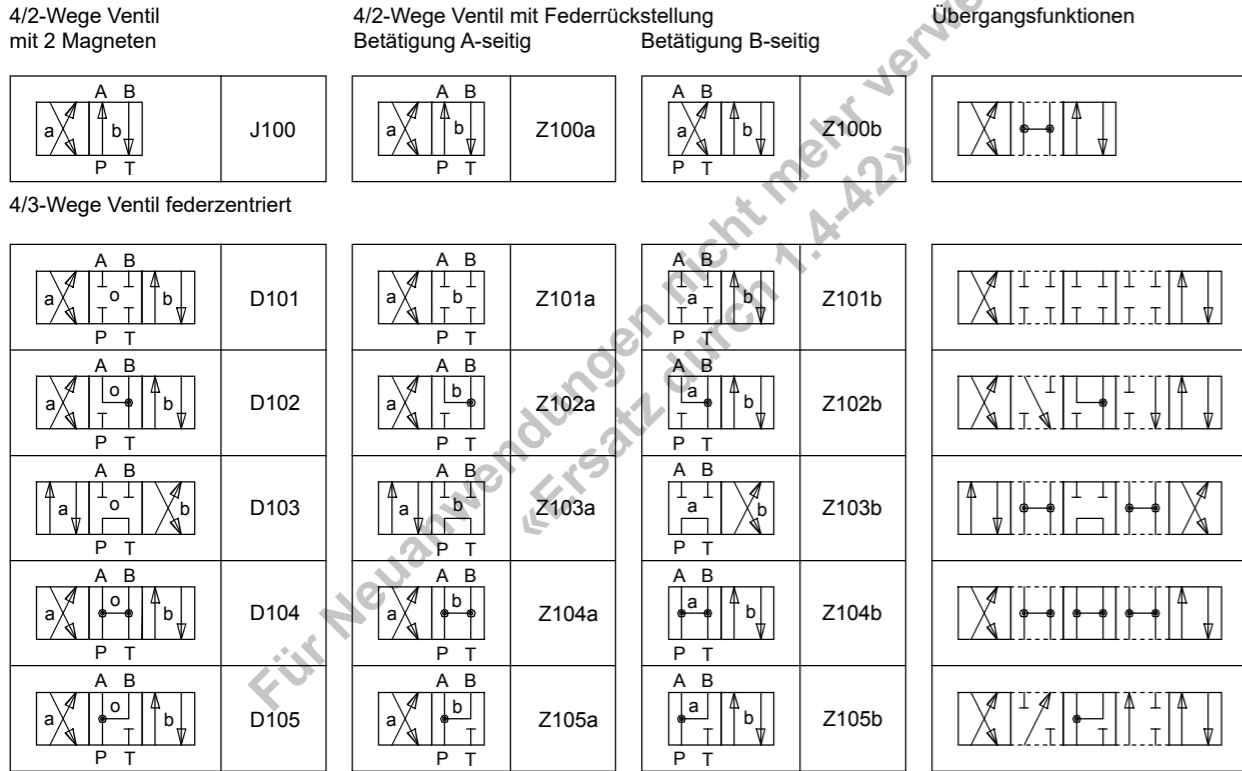 4/2-Wege Ventil
mit 2 Magneten
4/2-Wege Ventil mit Federrückstellung
Betätigung A-seitig
Betätigung B-seitig
Übergangsfunktionen
A B
a b
P T
J100
A B
a b
P T
Z100a
A B
a b
P T
Z100b
4/3-Wege Ventil federzentriert
A B
a o b
P T
D101
A B
a b
P T
Z101a
A B
a b
P T
Z101b
A B
a o b
P T
D102
A B
a b
P T
Z102a
A B
a b
P T
Z102b
A B
a o b
P T
D103
A B
a b
P T
Z103a
A B
a b
P T
Z103b
A B
a o b
P T
D104
A B
a b
P T
Z104a
A B
a b
P T
Z104b
A B
a o b
P T
D105
A B
a b
P T
Z105a
A B
a b
P T
Z105b
Für Neuanwendungen nicht mehr verwe
«Ersatz durch 1.4-42»